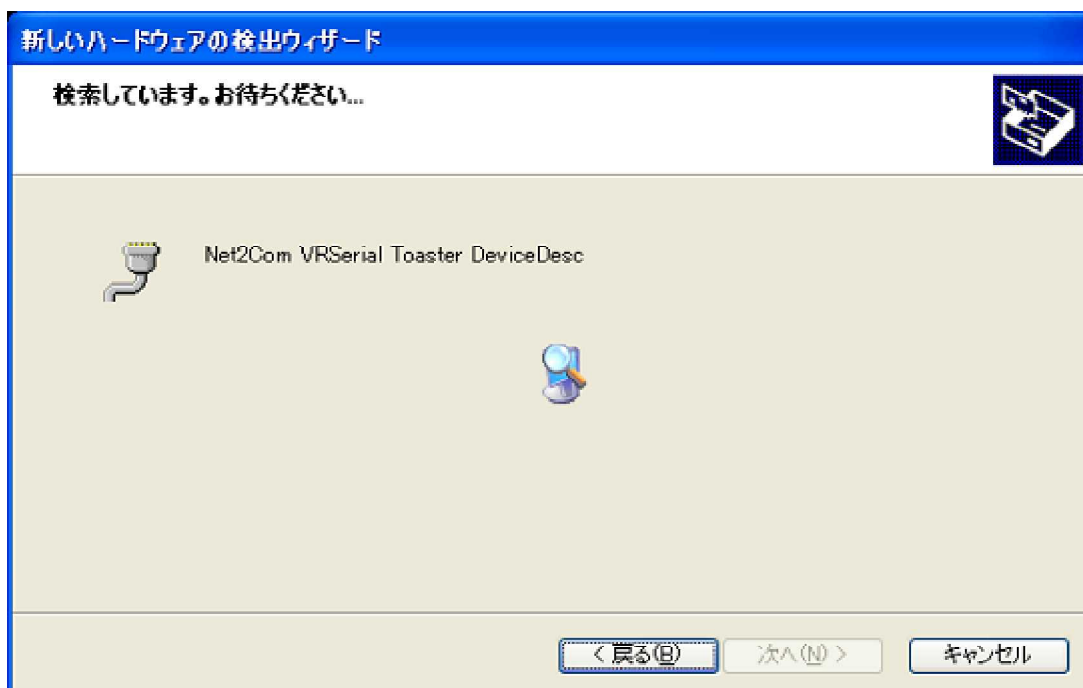 新しいハードウェアの検出ウィザード
検索しています。お待ちください...
Net2Com VRSerial Toaster DeviceDesc
< 戻る(B)
次へ(N) >
キャンセル